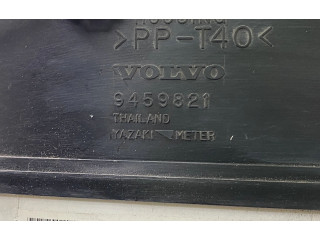 >PP-T40<
VOLVO
9459821
THAILAND
YAZAKI METER